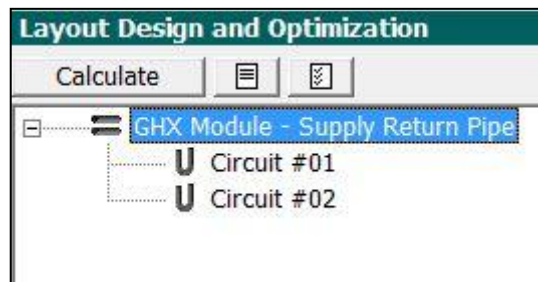 Layout Design and Optimization
Calculate
GHX Module - Supply Return Pipe
Circuit #01
Circuit #02